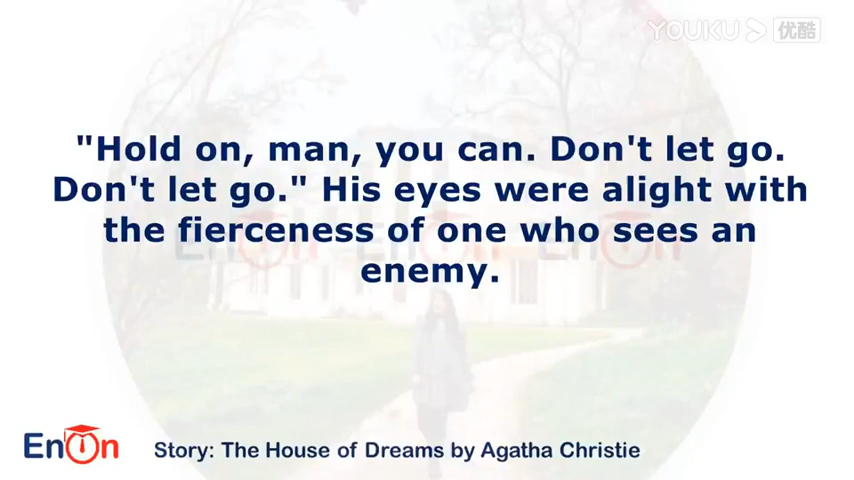 YOUKU 优酷
"Hold on, man, you can. Don't let go.
Don't let go." His eyes were alight with
the fierceness of one who sees an
enemy.
EnOn
Story: The House of Dreams by Agatha Christie